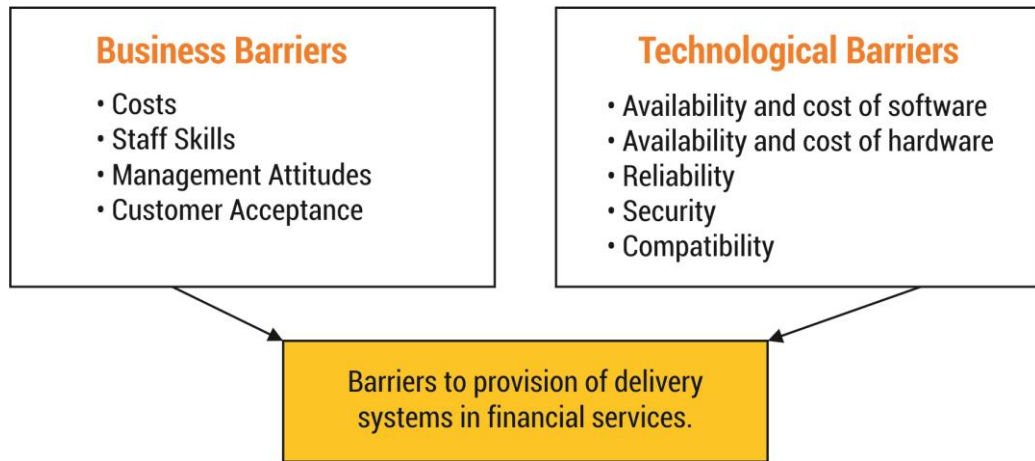 Business Barriers
• Costs
• Staff Skills
• Management Attitudes
• Customer Acceptance
Technological Barriers
• Availability and cost of software
• Availability and cost of hardware
• Reliability
• Security
• Compatibility
Barriers to provision of delivery
systems in financial services.